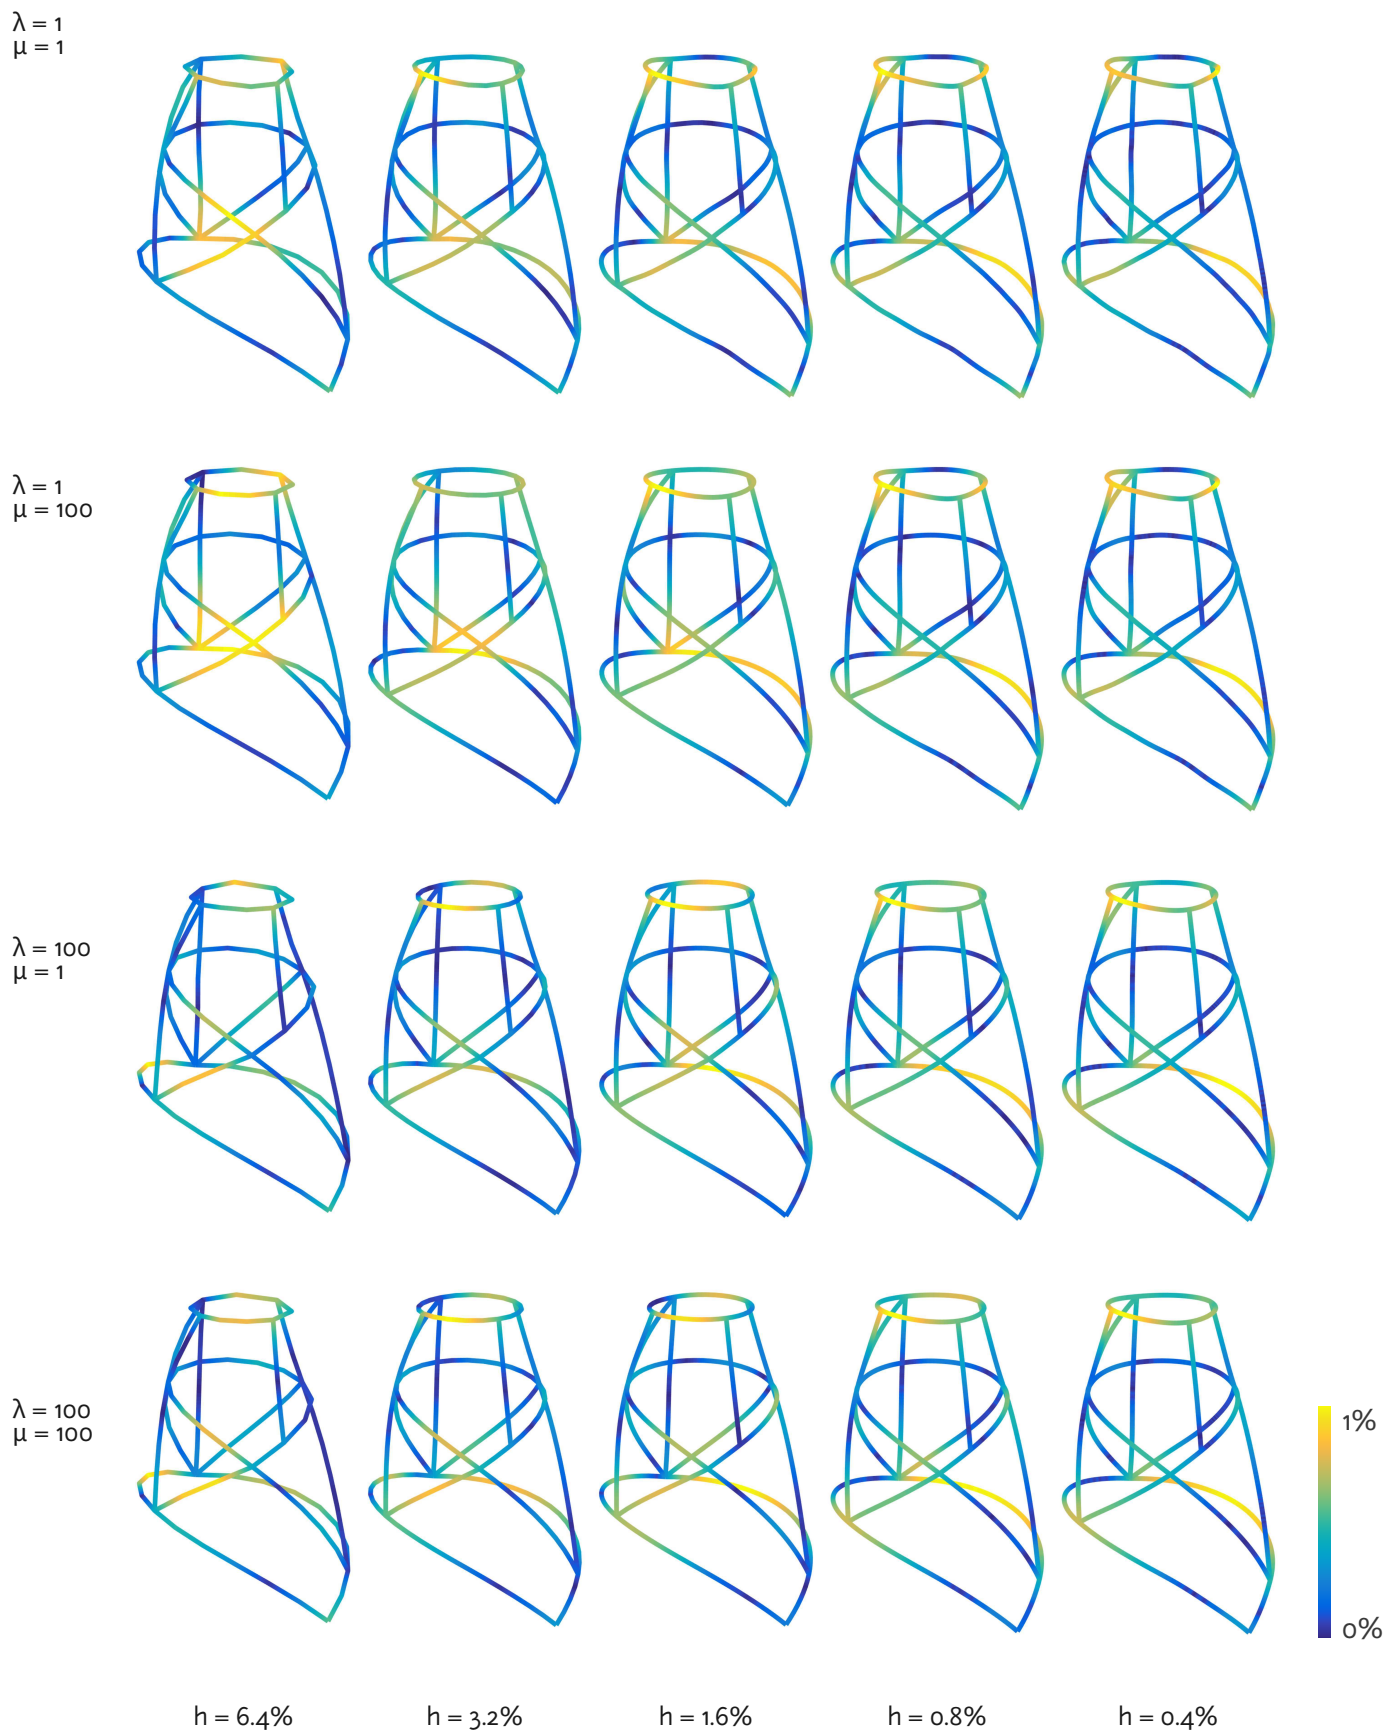 λ = 1
μ = 1
λ = 1
μ = 100
λ = 100
μ = 1
λ = 100
μ = 100
1%
0%
h = 6.4%
h = 3.2%
h = 1.6%
h = 0.8%
h = 0.4%